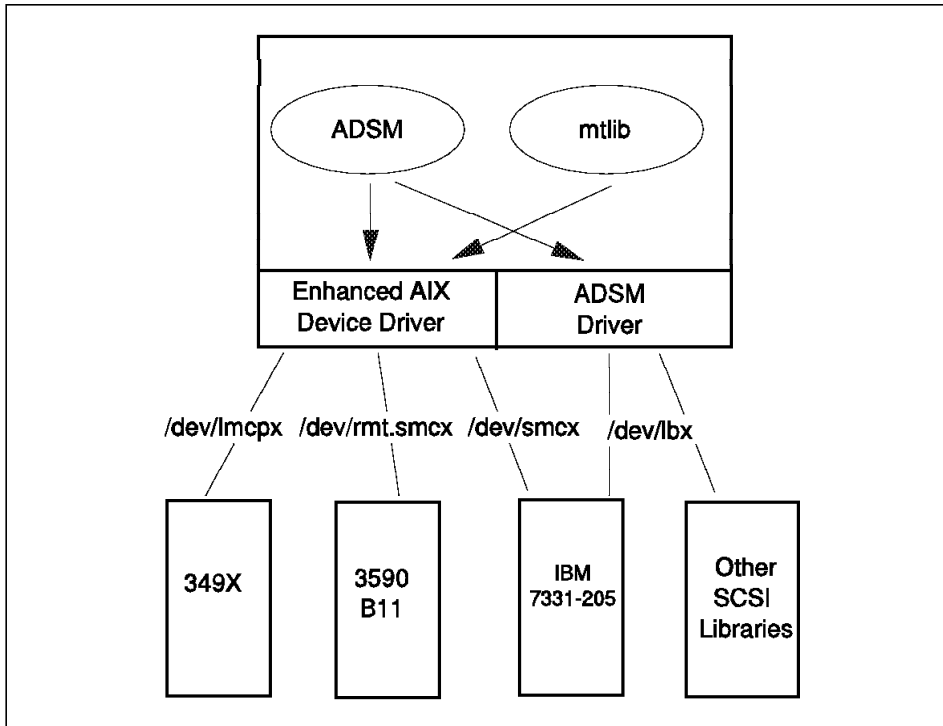 ADSM
mtlib
Enhanced AIX
Device Driver
ADSM
Driver
/dev/lmcpx
/dev/rmt.smcx
/dev/smcx
/dev/lbx
349X
3590
B11
IBM
7331-205
Other
SCSI
Libraries